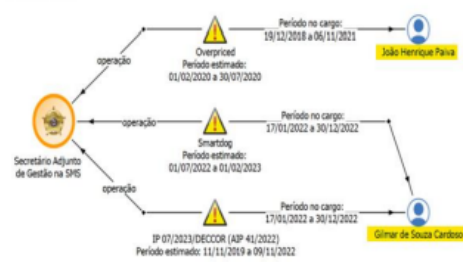 Período no cargo:
19/12/2018 a 06/11/2021
Overpriced
Período estimado:
01/02/2020 a 30/07/2020
João Henrique Paiva
operação
Período no cargo:
17/01/2022 a 30/12/2022
operação
Smartdog
Período estimado:
01/07/2022 a 01/02/2023
Secretário Adjunto
de Gestão na SMS
operação
Período no cargo:
17/01/2022 a 30/12/2022
Gilmar de Souza Cardoso
IP 07/2023/DECCOR (AIP 41/2022)
Período estimado: 11/11/2019 a 09/11/2022